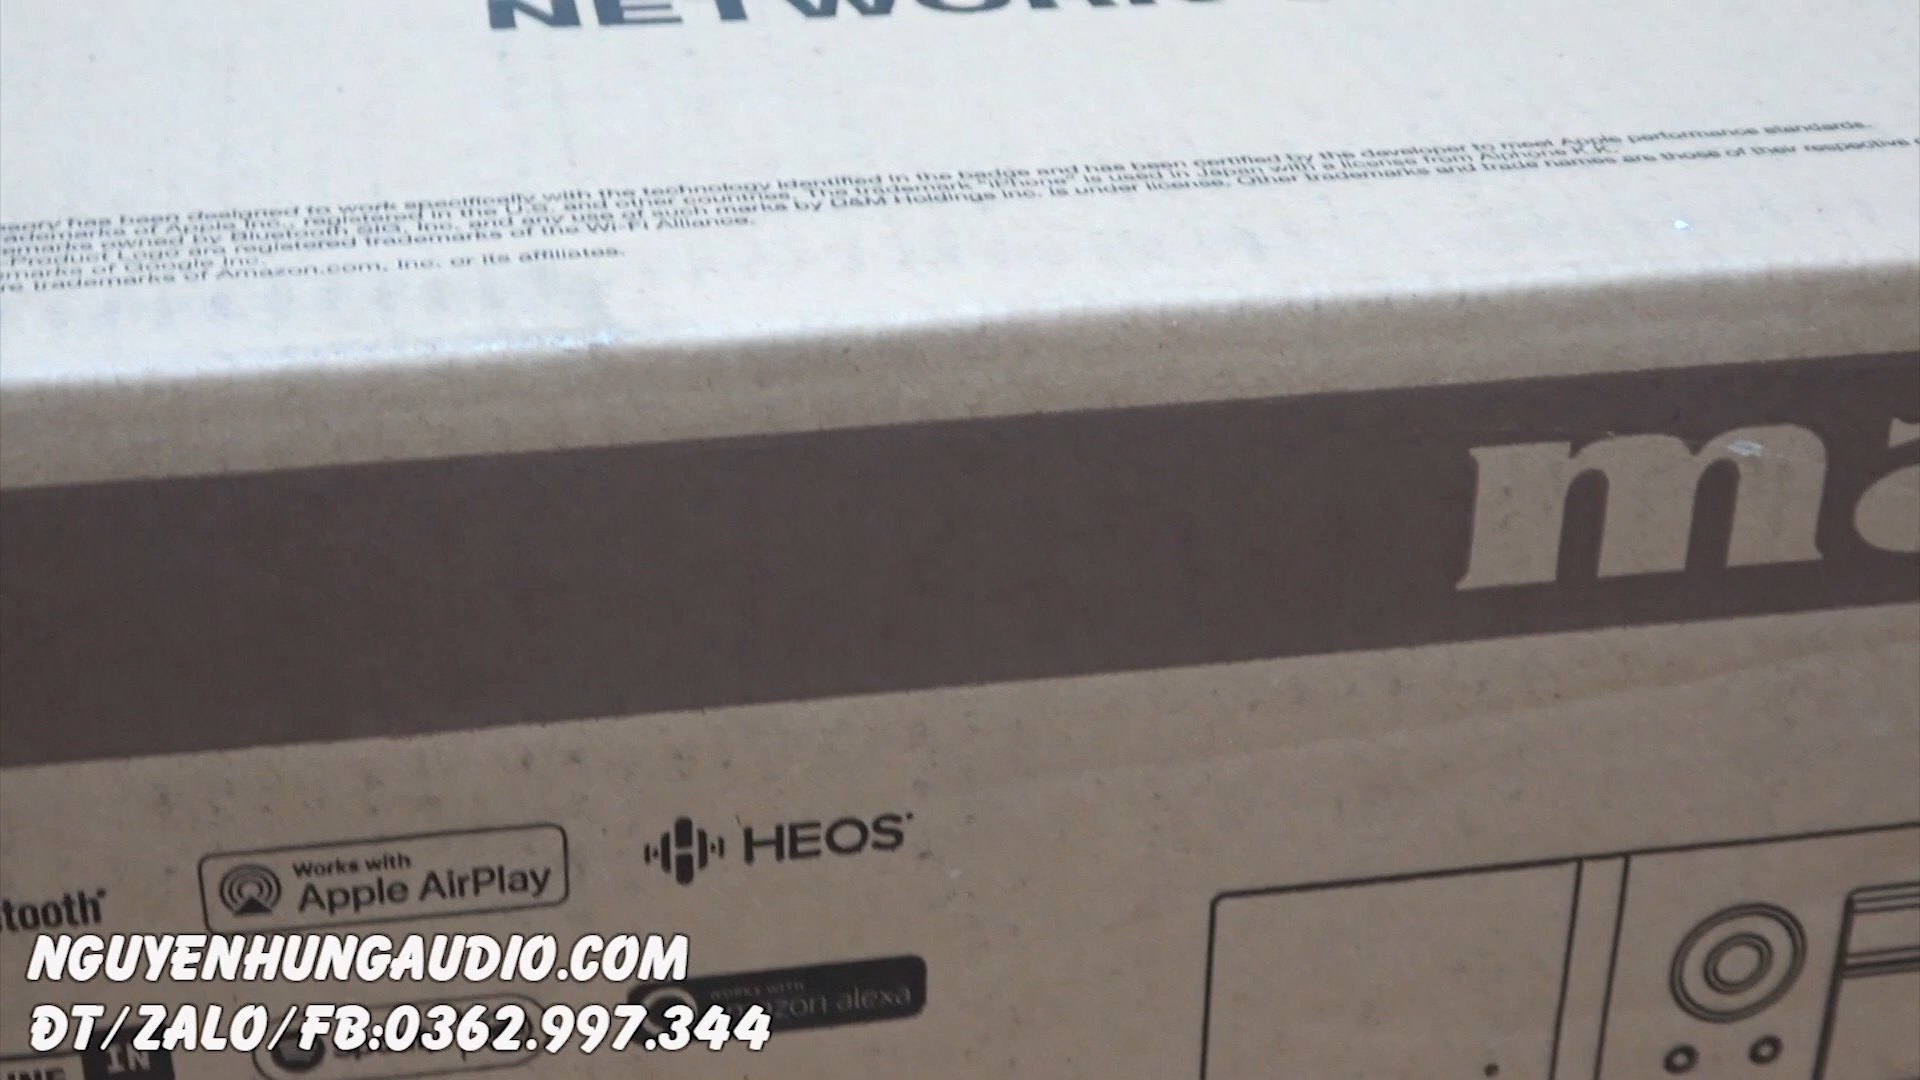 NETWORK
has been designed to work specifically with the technology identified in the badge and has been certified by the developer to meet Apple performance standards.
trademarks of Apple Inc., registered in the U.S. and other countries. The trademark "iPhone" is used in Japan with a license from Aiphone K.K.
owned by Bluetooth SIG, Inc. and any use of such marks by D&M Holdings Inc. is under license. Other trademarks and trade names are those of their respective
Product Logo are registered trademarks of the Wi-Fi Alliance.
of Google Inc.
trademarks of Amazon.com, Inc. or its affiliates.
ma
tooth
Works with
Apple AirPlay
HEOS
WORKS WITH
amazon alexa
NGUYENHUNGAUDIO.COM
ĐT/ZALO/FB:0362.997.344
IN